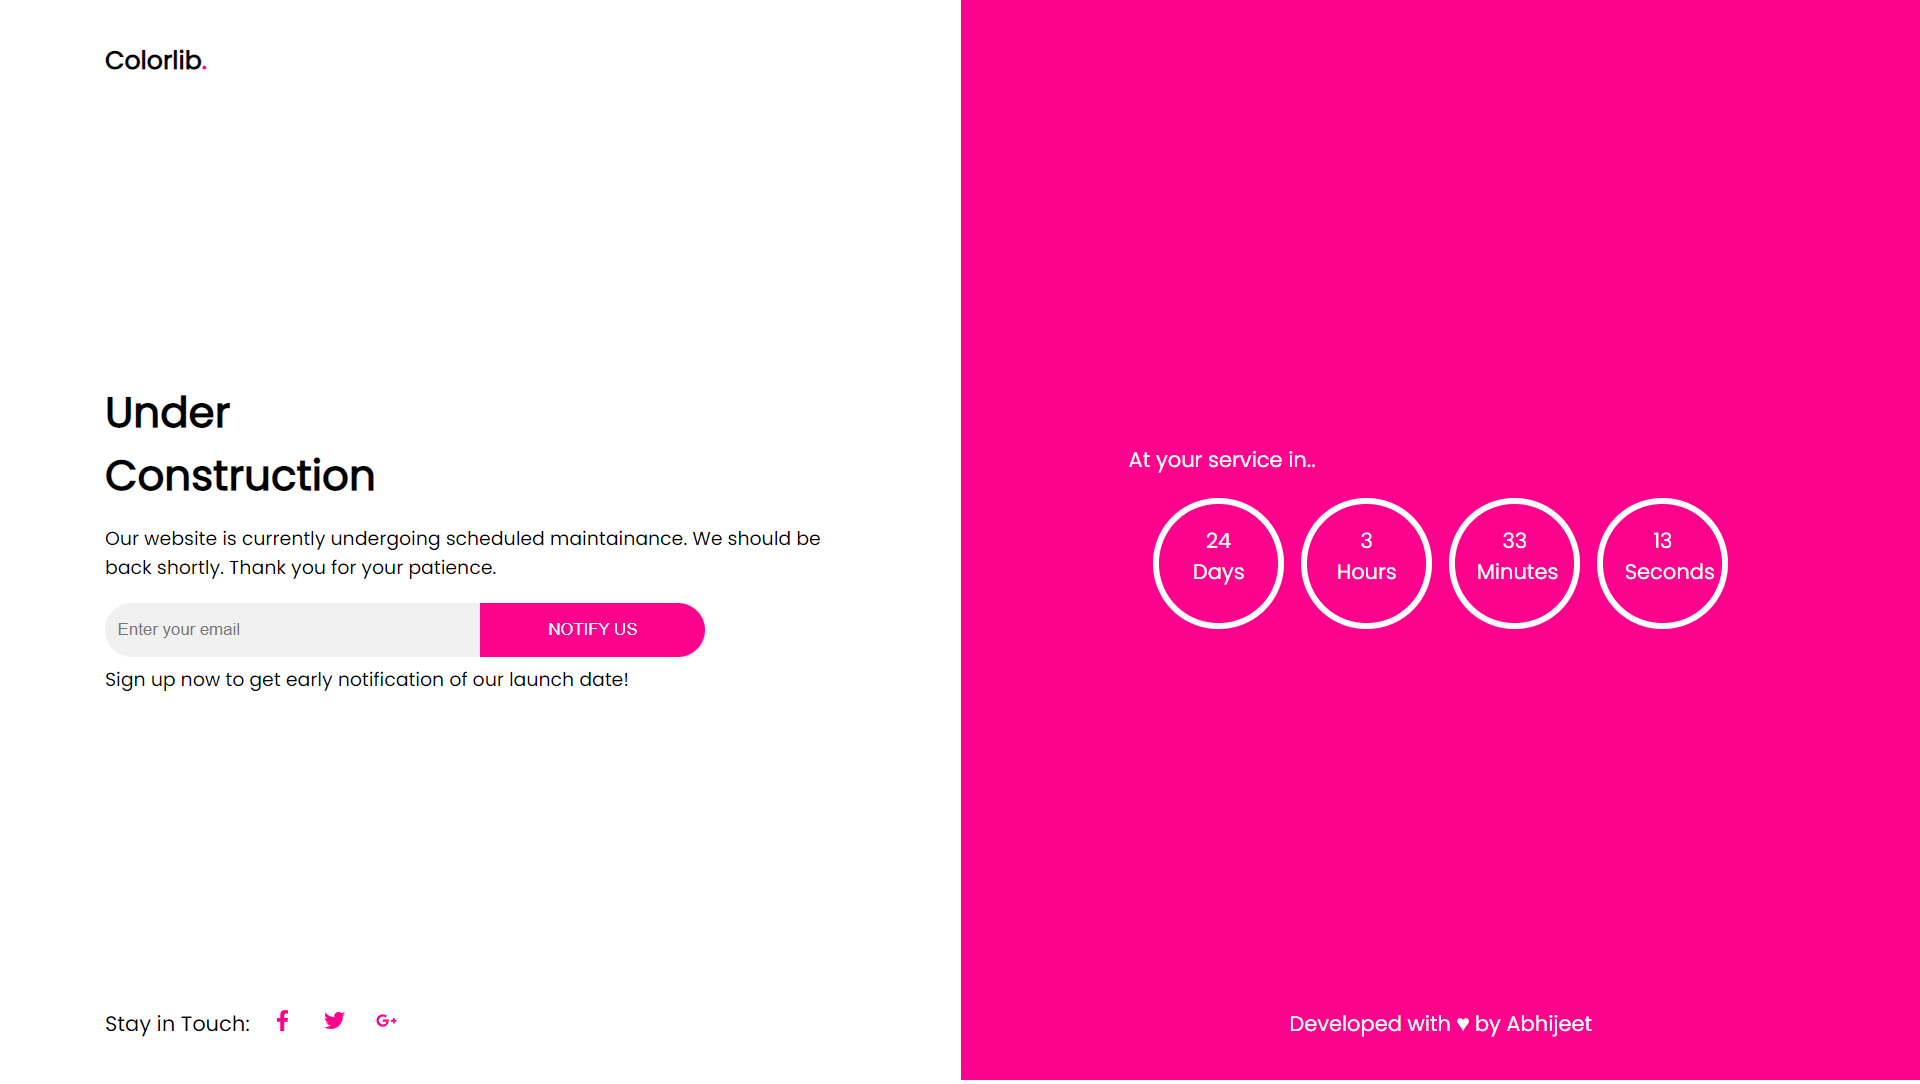 Colorlib.
Under
Construction
Our website is currently undergoing scheduled maintainance. We should be
back shortly. Thank you for your patience.
Enter your email
NOTIFY US
Sign up now to get early notification of our launch date!
Stay in Touch:
At your service in..
24
Days
3
Hours
33
Minutes
13
Seconds
Developed with ♥ by Abhijeet